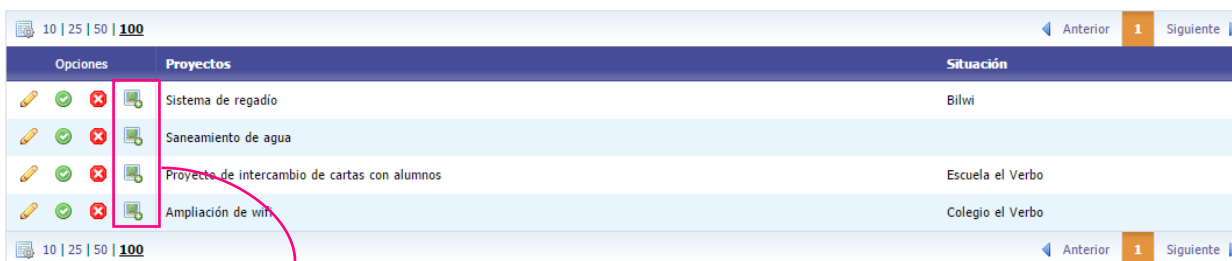 10 | 25 | 50 | 100 Anterior 1 Siguiente
Opciones Proyectos Situación
Sistema de regadío Bilwi
Saneamiento de agua
Proyecto de intercambio de cartas con alumnos Escuela el Verbo
Ampliación de wifi Colegio el Verbo
10 | 25 | 50 | 100 Anterior 1 Siguiente